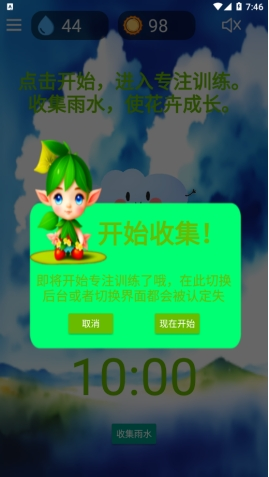 7:46
44
98
点击开始，进入专注训练。
收集雨水，使花卉成长。
开始收集！
即将开始专注训练了哦，在此切换
后台或者切换界面都会被认定失
取消
现在开始
10:00
收集雨水